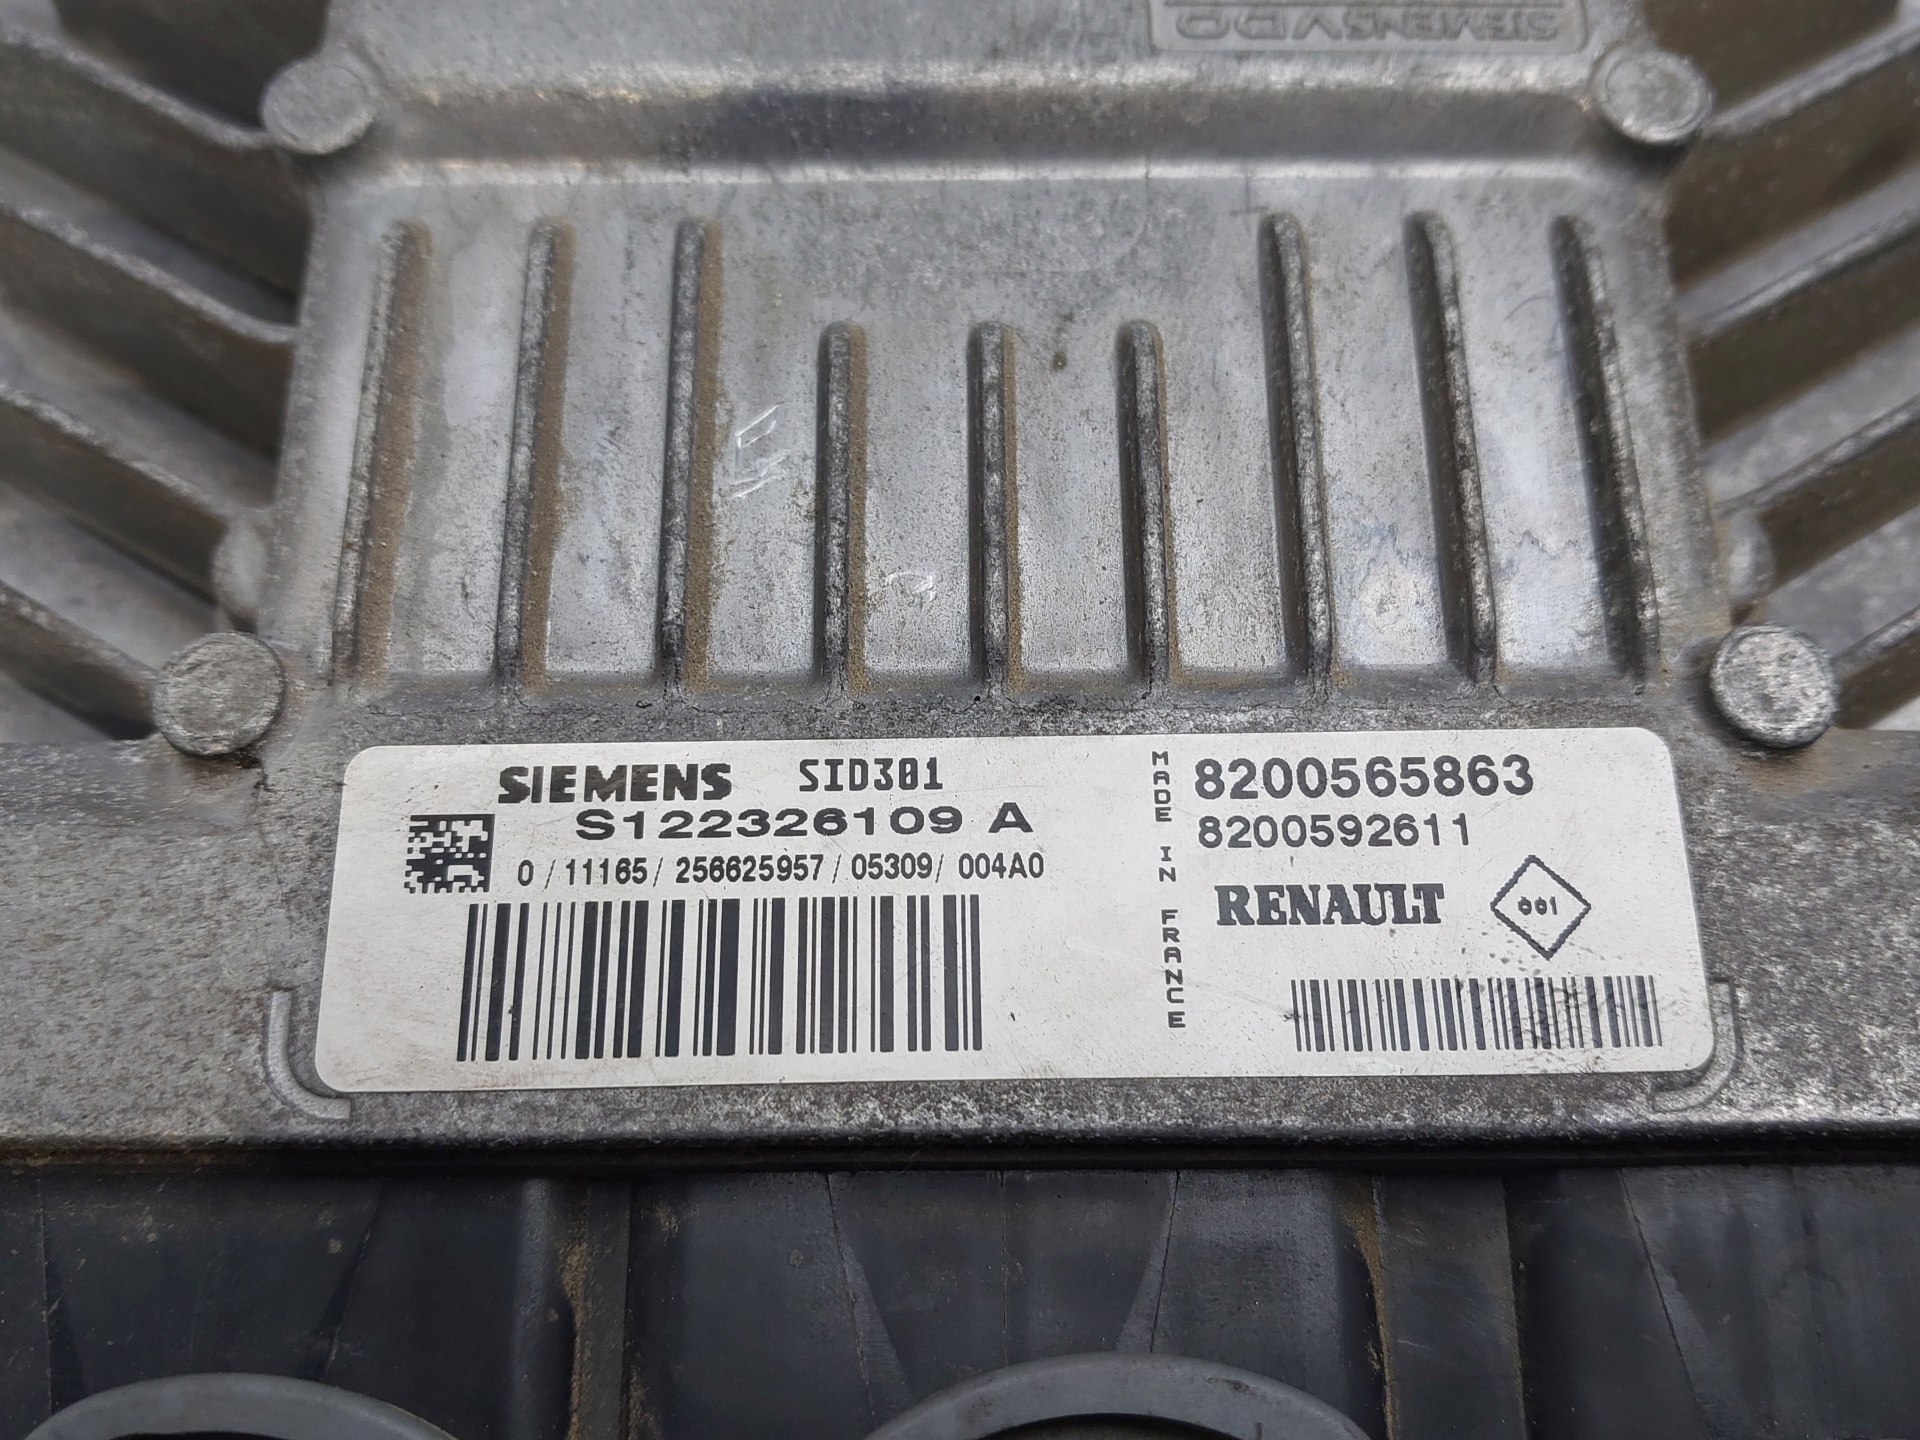 SIEMENSVDO
SIEMENS SID301
S122326109 A
0 / 11165 / 256625957 / 05309 / 004A0
MADE IN FRANCE
8200565863
8200592611
RENAULT
001